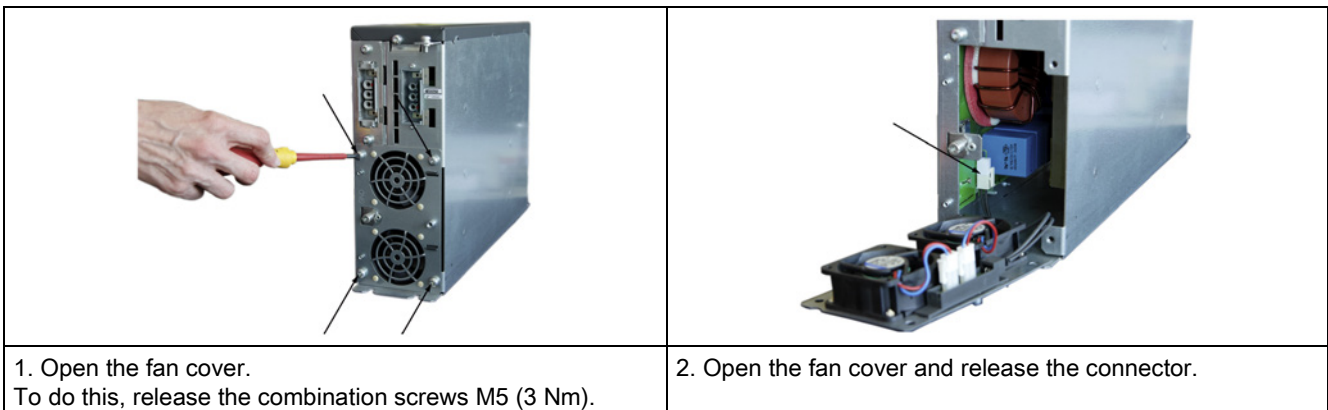 1. Open the fan cover.
To do this, release the combination screws M5 (3 Nm).
2. Open the fan cover and release the connector.